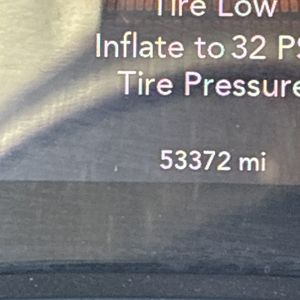 Tire Low
Inflate to 32 PS
Tire Pressure
53372 mi